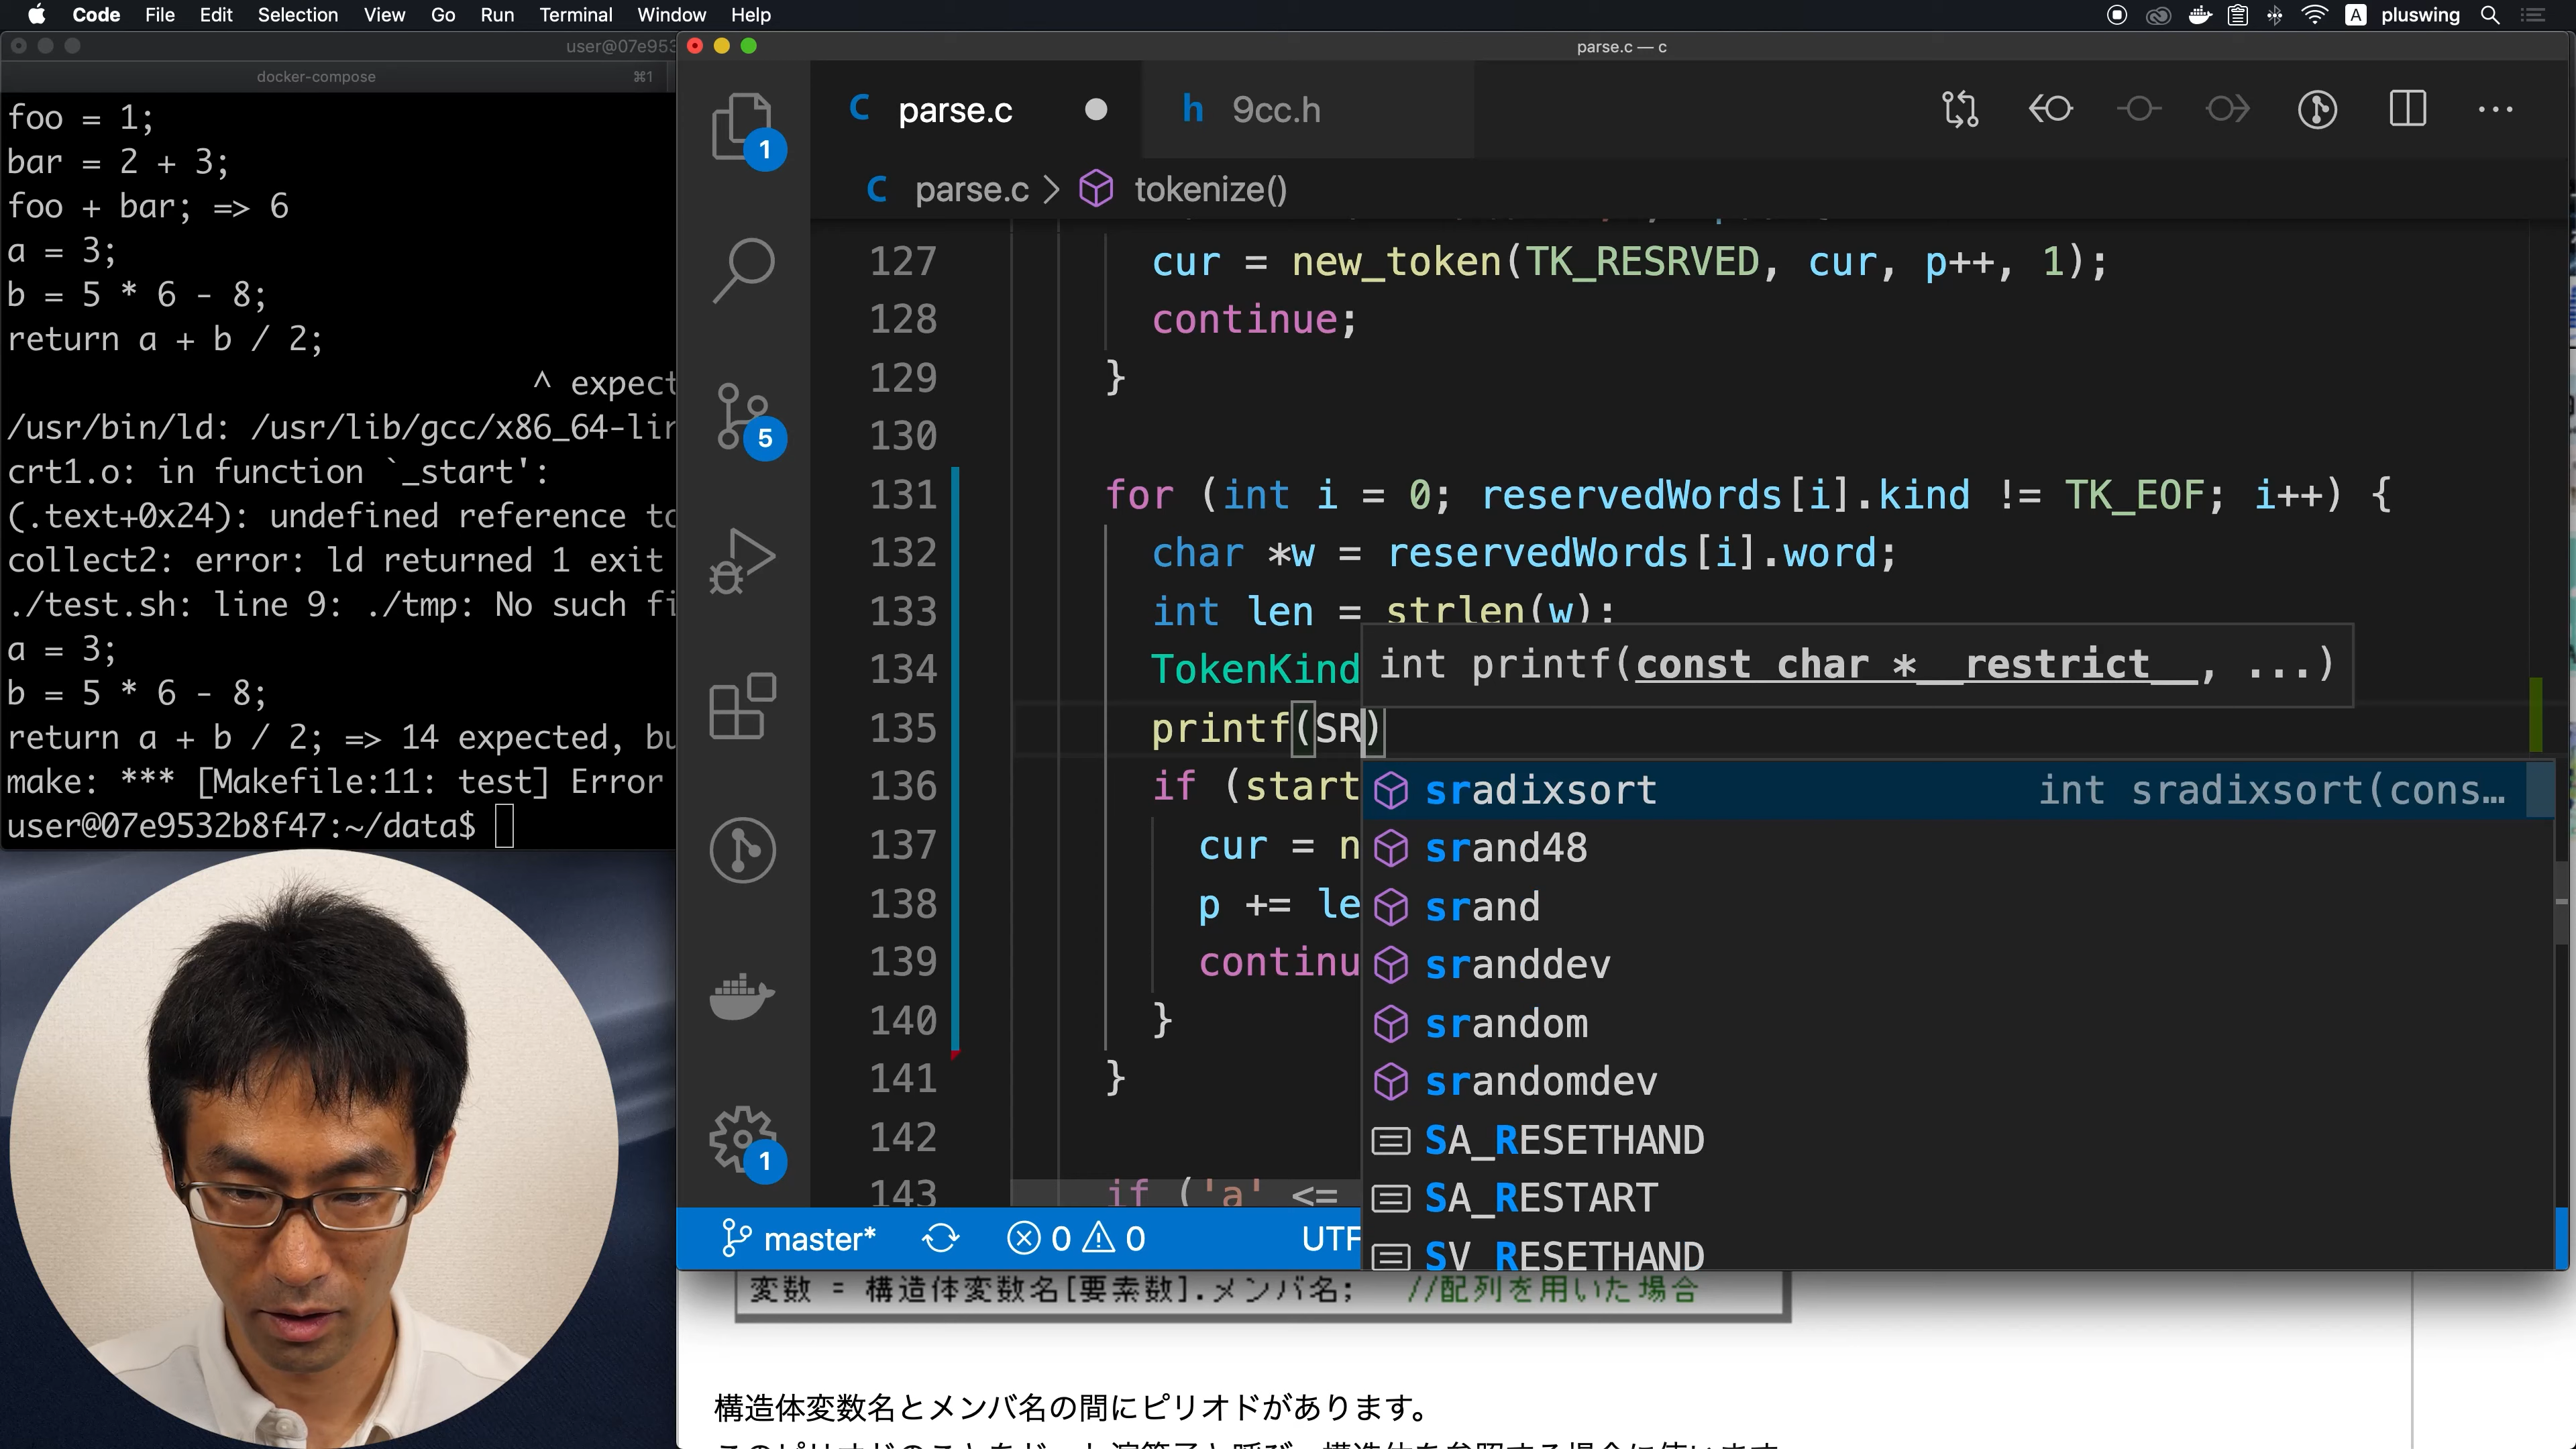 Code File Edit Selection View Go Run Terminal Window Help
A pluswing
user@07e953
docker-compose ⌘1
foo = 1;
bar = 2 + 3;
foo + bar; => 6
a = 3;
b = 5 * 6 - 8;
return a + b / 2;
^ expect
/usr/bin/ld: /usr/lib/gcc/x86_64-lin
crt1.o: in function `_start':
(.text+0x24): undefined reference to
collect2: error: ld returned 1 exit
./test.sh: line 9: ./tmp: No such fi
a = 3;
b = 5 * 6 - 8;
return a + b / 2; => 14 expected, bu
make: *** [Makefile:11: test] Error
user@07e9532b8f47:~/data$
parse.c — c
C parse.c
h 9cc.h
C parse.c > tokenize()
1
5
1
127 cur = new_token(TK_RESRVED, cur, p++, 1);
128 continue;
129 }
130
131 for (int i = 0; reservedWords[i].kind != TK_EOF; i++) {
132 char *w = reservedWords[i].word;
133 int len = strlen(w);
134 TokenKind
int printf(const char *__restrict__, ...)
135 printf(SR)
136 if (start
137 cur = n
138 p += le
139 continu
140 }
141 }
142
143 if ('a' <=
sradixsort int sradixsort(cons…
srand48
srand
sranddev
srandom
srandomdev
SA_RESETHAND
SA_RESTART
SV_RESETHAND
master* 0 0 UTF
変数 = 構造体変数名[要素数].メンバ名; //配列を用いた場合
構造体変数名とメンバ名の間にピリオドがあります。